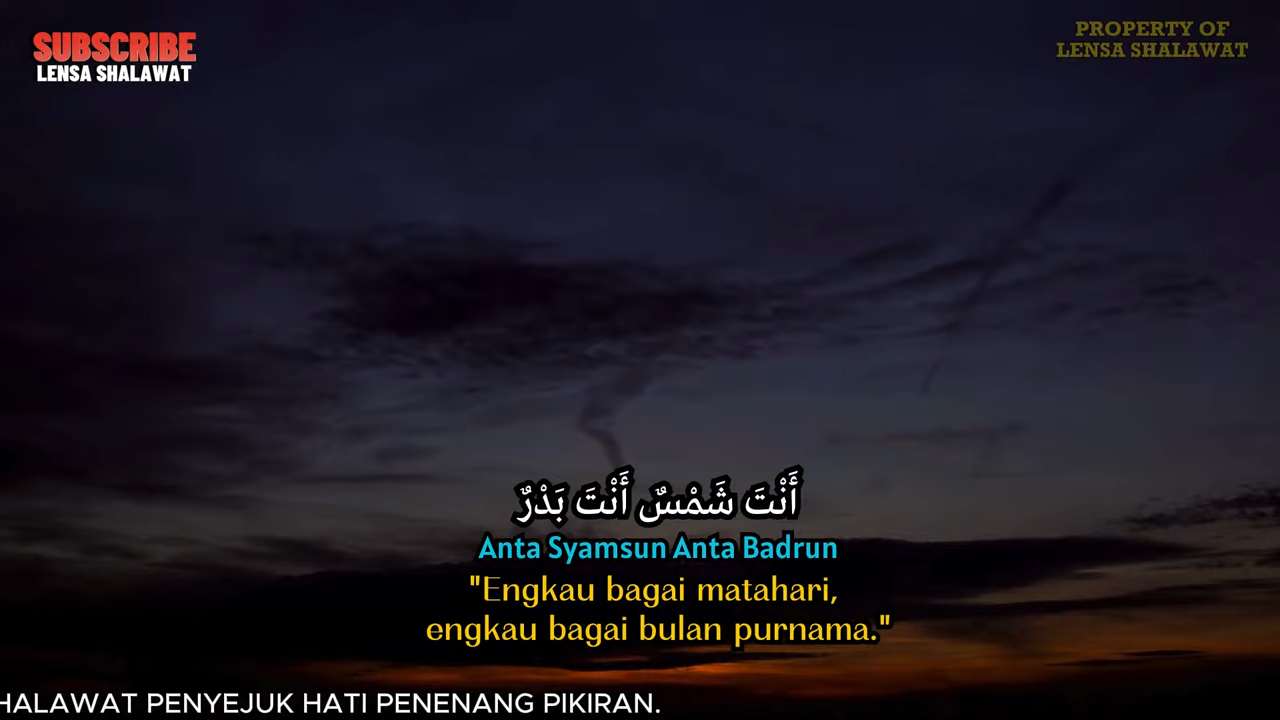 SUBSCRIBE
LENSA SHALAWAT
PROPERTY OF
LENSA SHALAWAT
أَنْتَ شَمْسٌ أَنْتَ بَدْرٌ
Anta Syamsun Anta Badrun
"Engkau bagai matahari,
engkau bagai bulan purnama."
HALAWAT PENYEJUK HATI PENENANG PIKIRAN.